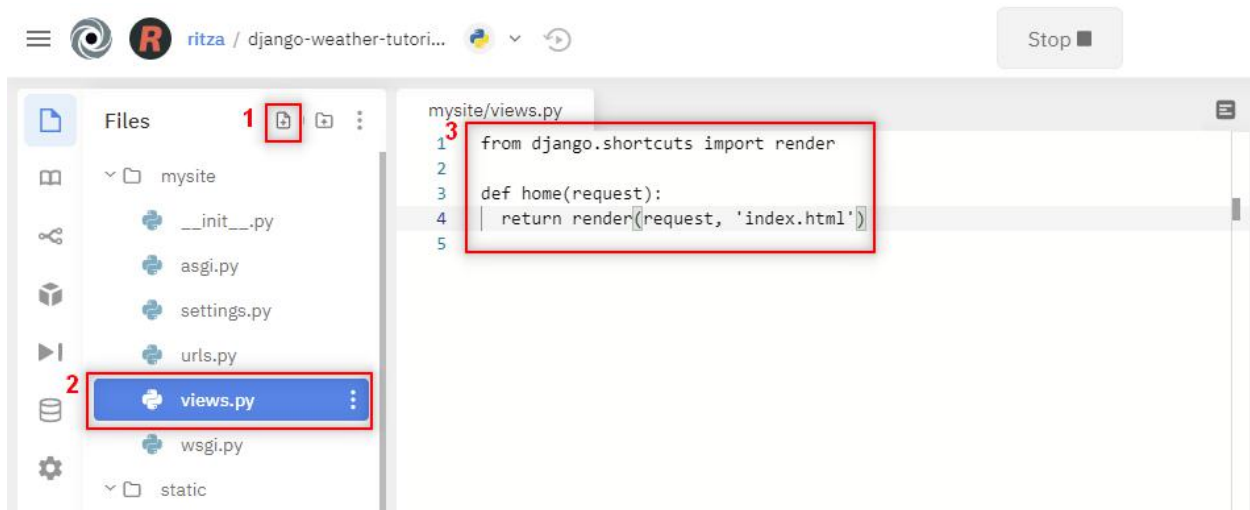 R ritza / django-weather-tutori...
Stop
Files
1
mysite
__init__.py
asgi.py
settings.py
urls.py
2
views.py
wsgi.py
static
mysite/views.py
3
1 from django.shortcuts import render
2
3 def home(request):
4 return render(request, 'index.html')
5